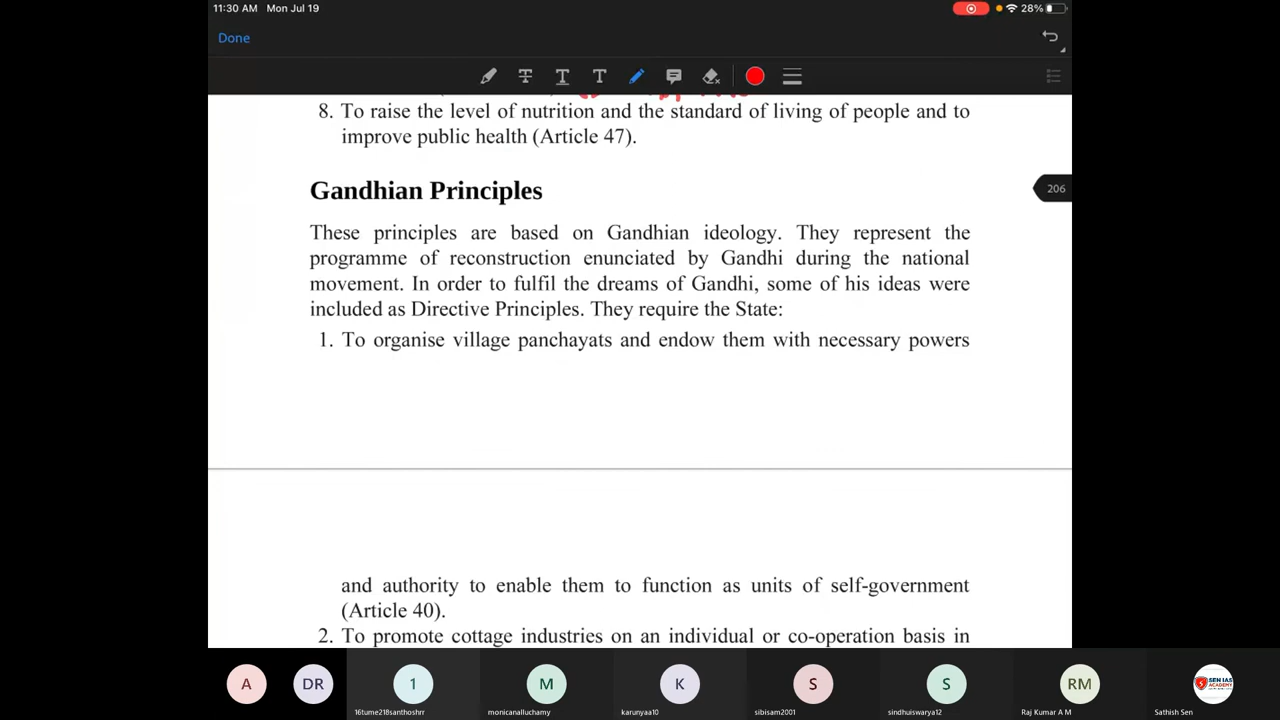 11:30 AM Mon Jul 19
28%
Done
8. To raise the level of nutrition and the standard of living of people and to
improve public health (Article 47).
Gandhian Principles
206
These principles are based on Gandhian ideology. They represent the
programme of reconstruction enunciated by Gandhi during the national
movement. In order to fulfil the dreams of Gandhi, some of his ideas were
included as Directive Principles. They require the State:
1. To organise village panchayats and endow them with necessary powers
and authority to enable them to function as units of self-government
(Article 40).
2. To promote cottage industries on an individual or co-operation basis in
A
DR
1
M
K
S
S
RM
SEN IAS
ACADEMY
16tume218santhoshrr
monicanalluchamy
karunyaa10
sibisam2001
sindhuiswarya12
Raj Kumar A M
Sathish Sen